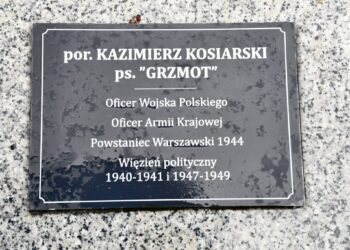 por. KAZIMIERZ KOSIARSKI
ps. "GRZMOT"
Oficer Wojska Polskiego
Oficer Armii Krajowej
Powstaniec Warszawski 1944
Więzień polityczny
1940-1941 i 1947-1949